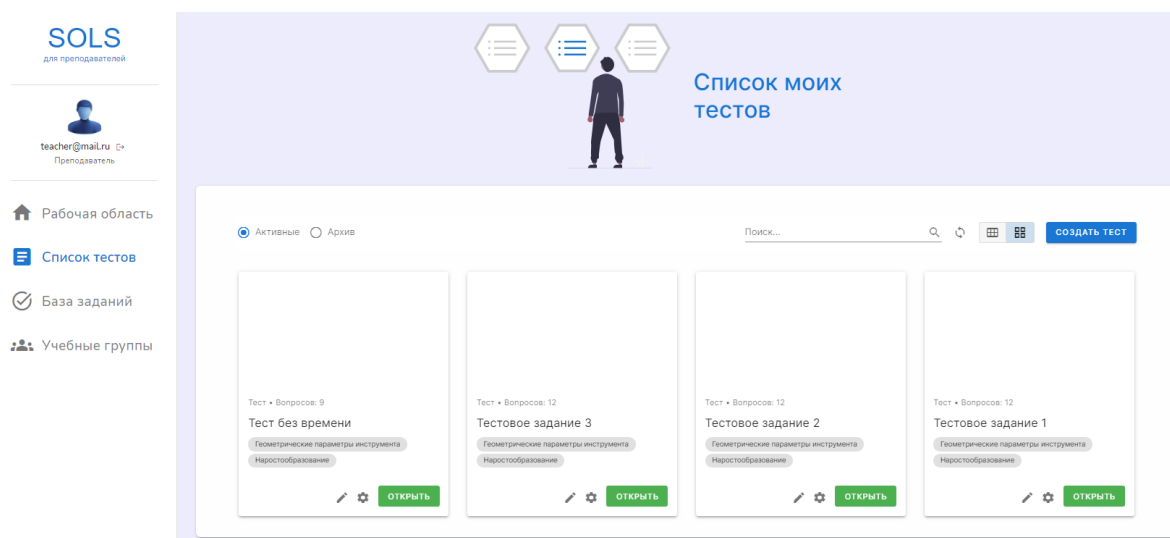 SOLS
для преподавателей
teacher@mail.ru
Преподаватель
Рабочая область
Список тестов
База заданий
Учебные группы
Список моих
тестов
Активные
Архив
Поиск...
СОЗДАТЬ ТЕСТ
Тест • Вопросов: 9
Тест без времени
Геометрические параметры инструмента
Наростообразование
ОТКРЫТЬ
Тест • Вопросов: 12
Тестовое задание 3
Геометрические параметры инструмента
Наростообразование
ОТКРЫТЬ
Тест • Вопросов: 12
Тестовое задание 2
Геометрические параметры инструмента
Наростообразование
ОТКРЫТЬ
Тест • Вопросов: 12
Тестовое задание 1
Геометрические параметры инструмента
Наростообразование
ОТКРЫТЬ